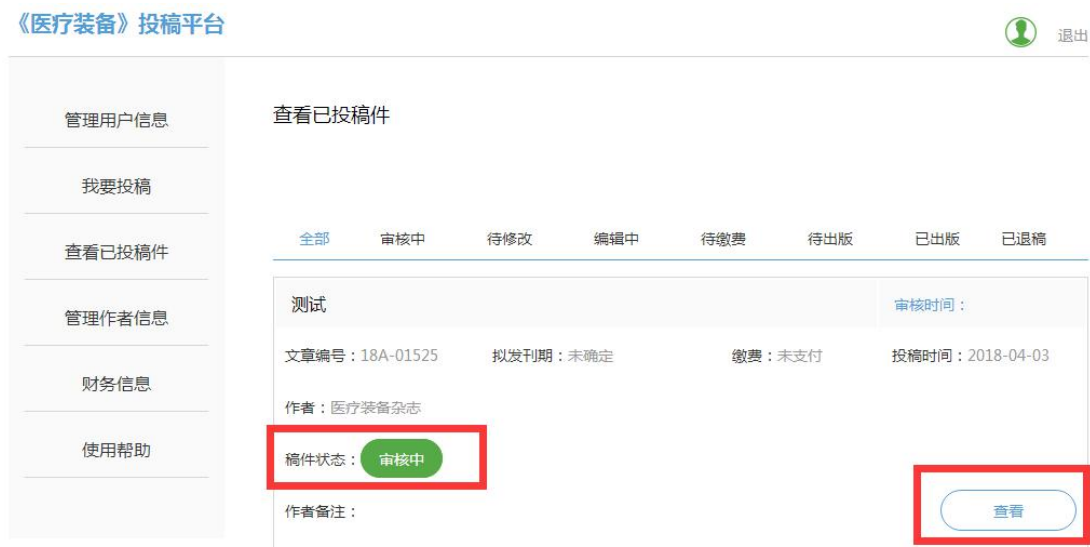 《医疗装备》投稿平台
退出
管理用户信息
我要投稿
查看已投稿件
管理作者信息
财务信息
使用帮助
查看已投稿件
全部 审核中 待修改 编辑中 待缴费 待出版 已出版 已退稿
测试 审核时间：
文章编号：18A-01525 拟发刊期：未确定 缴费：未支付 投稿时间：2018-04-03
作者：医疗装备杂志
稿件状态： 审核中
作者备注：
查看